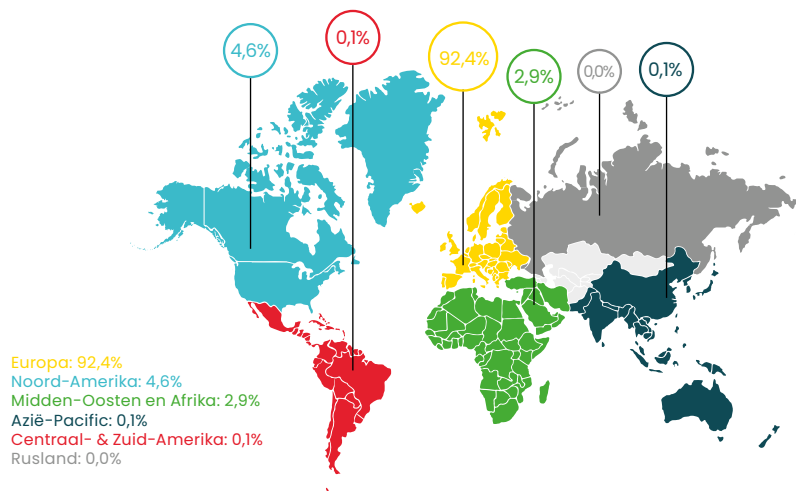 4,6%
0,1%
92,4%
2,9%
0,0%
0,1%
Europa: 92,4%
Noord-Amerika: 4,6%
Midden-Oosten en Afrika: 2,9%
Azië-Pacific: 0,1%
Centraal- & Zuid-Amerika: 0,1%
Rusland: 0,0%